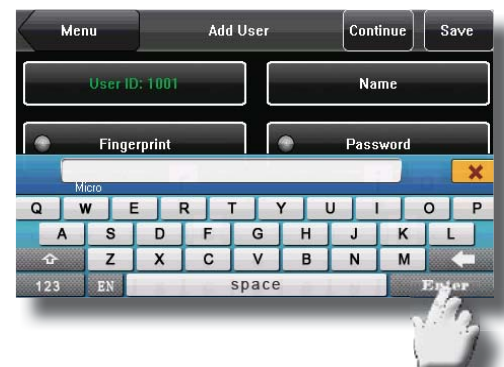 Menu Add User Continue Save
User ID: 1001 Name
Fingerprint Password
Micro
Q W E R T Y U I O P
A S D F G H J K L
Z X C V B N M
123 EN space Enter